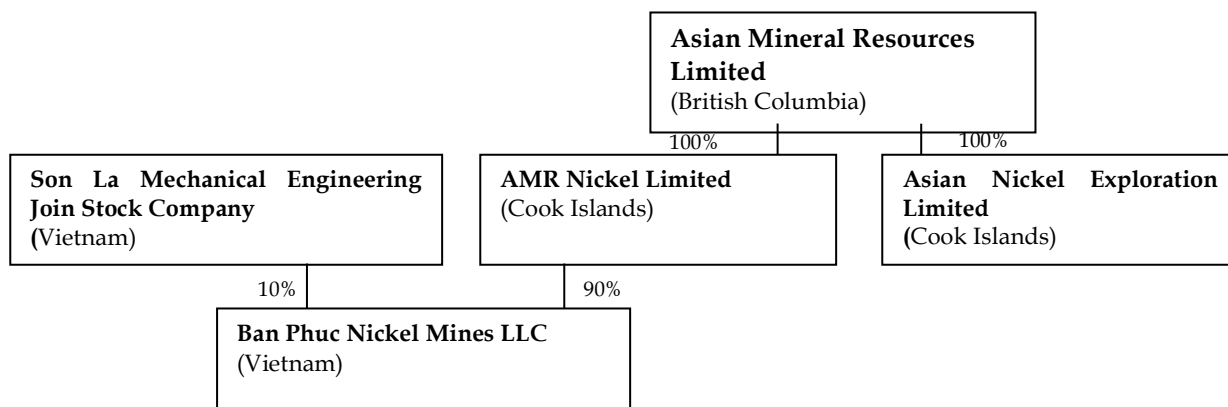 Asian Mineral Resources
Limited
(British Columbia)
100%
100%
Son La Mechanical Engineering
Join Stock Company
(Vietnam)
AMR Nickel Limited
(Cook Islands)
Asian Nickel Exploration
Limited
(Cook Islands)
10%
90%
Ban Phuc Nickel Mines LLC
(Vietnam)